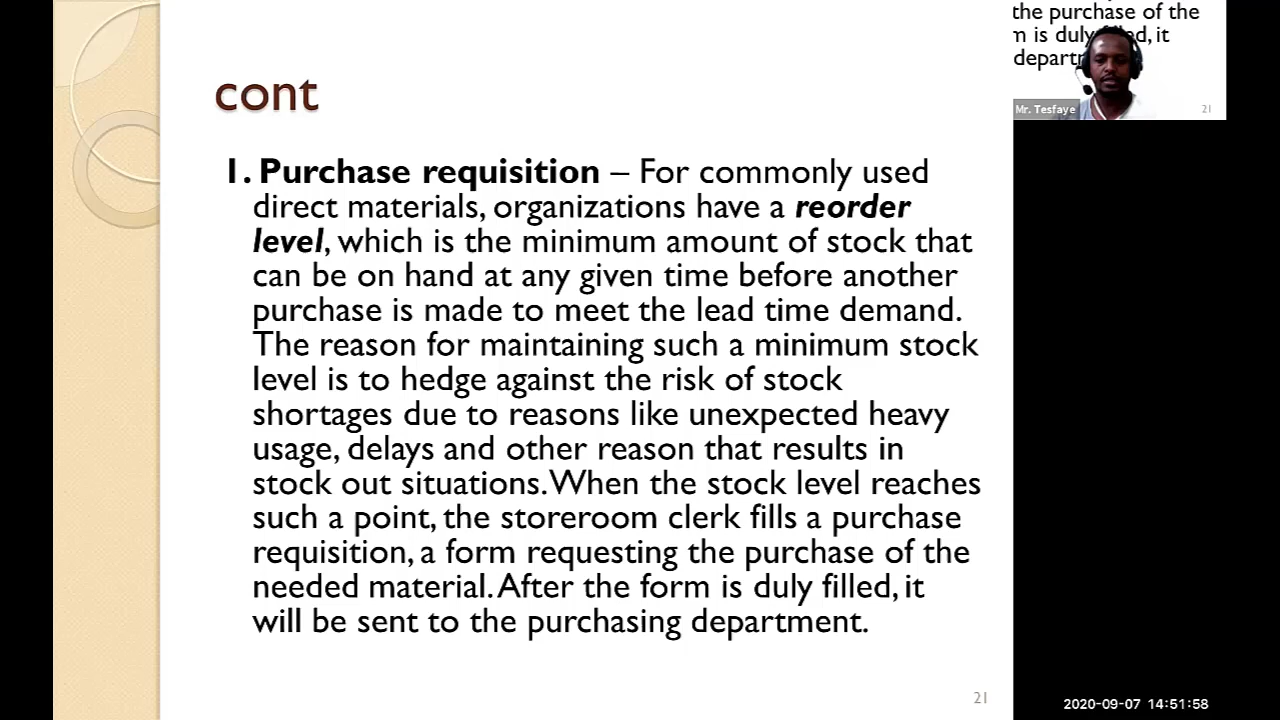 cont
1. Purchase requisition – For commonly used
direct materials, organizations have a reorder
level, which is the minimum amount of stock that
can be on hand at any given time before another
purchase is made to meet the lead time demand.
The reason for maintaining such a minimum stock
level is to hedge against the risk of stock
shortages due to reasons like unexpected heavy
usage, delays and other reason that results in
stock out situations. When the stock level reaches
such a point, the storeroom clerk fills a purchase
requisition, a form requesting the purchase of the
needed material. After the form is duly filled, it
will be sent to the purchasing department.
21
the purchase of the
is duly it
Mr. Tesfaye
21
2020-09-07 14:51:58